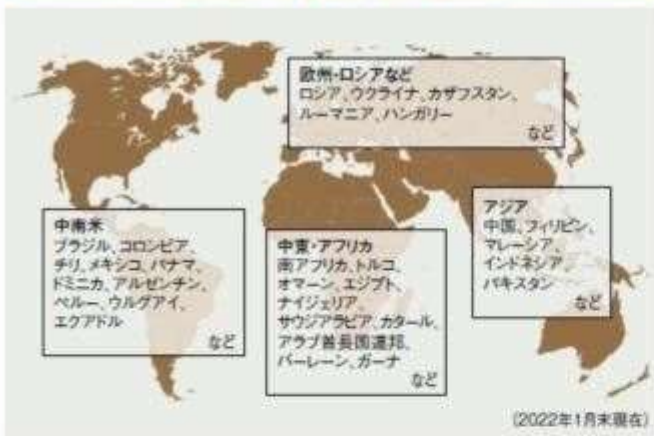 欧州・ロシアなど
ロシア、ウクライナ、カザフスタン、
ルーマニア、ハンガリー
など
中南米
ブラジル、コロンビア、
チリ、メキシコ、パナマ、
ドミニカ、アルゼンチン、
ペルー、ウルグアイ、
エクアドル
など
中東・アフリカ
南アフリカ、トルコ、
オマーン、エジプト、
ナイジェリア、
サウジアラビア、カタール、
アラブ首長国連邦、
バーレーン、ガーナ
など
アジア
中国、フィリピン、
マレーシア、
インドネシア、
パキスタン
など
(2022年1月末現在)